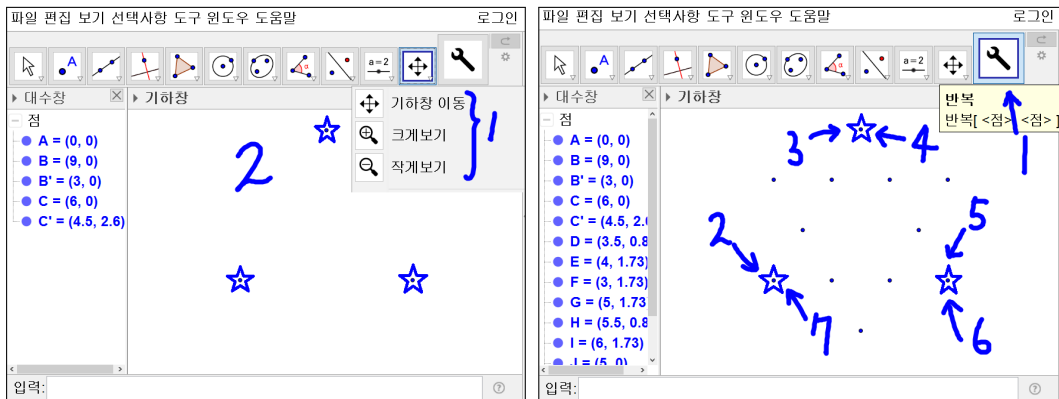 파일 편집 보기 선택사항 도구 윈도우 도움말 로그인
A
α
a=2
대수창
기하창
점
A = (0, 0)
B = (9, 0)
B' = (3, 0)
C = (6, 0)
C' = (4.5, 2.6)
기하창 이동
크게보기
작게보기
1
2
입력:
파일 편집 보기 선택사항 도구 윈도우 도움말 로그인
A
α
a=2
반복
반복[ <점>, <점> ]
대수창
기하창
점
A = (0, 0)
B = (9, 0)
B' = (3, 0)
C = (6, 0)
C' = (4.5, 2.
D = (3.5, 0.8
E = (4, 1.73)
F = (3, 1.73)
G = (5, 1.73
H = (5.5, 0.8
I = (6, 1.73)
J = (5, 0)
1
3
4
2
5
7
6
입력: